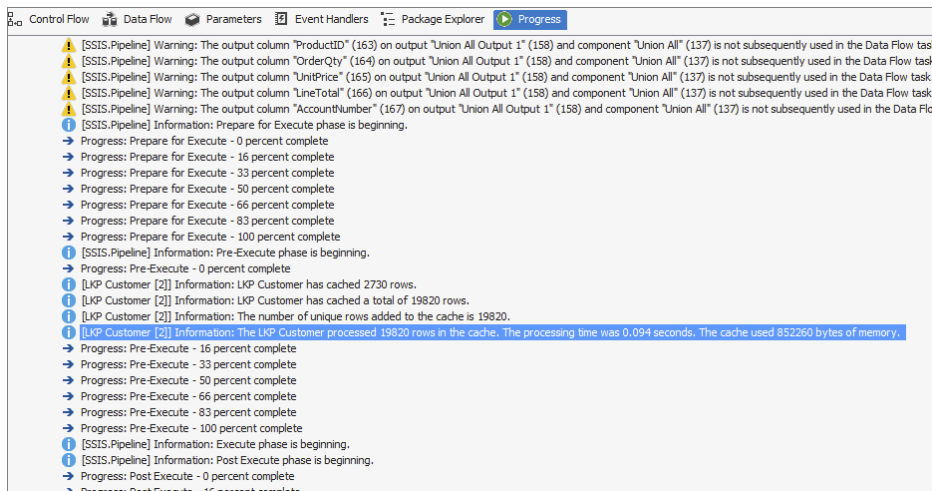 Control Flow Data Flow Parameters Event Handlers Package Explorer Progress
[SSIS.Pipeline] Warning: The output column "ProductID" (163) on output "Union All Output 1" (158) and component "Union All" (137) is not subsequently used in the Data Flow task
[SSIS.Pipeline] Warning: The output column "OrderQty" (164) on output "Union All Output 1" (158) and component "Union All" (137) is not subsequently used in the Data Flow task
[SSIS.Pipeline] Warning: The output column "UnitPrice" (165) on output "Union All Output 1" (158) and component "Union All" (137) is not subsequently used in the Data Flow task.
[SSIS.Pipeline] Warning: The output column "LineTotal" (166) on output "Union All Output 1" (158) and component "Union All" (137) is not subsequently used in the Data Flow task
[SSIS.Pipeline] Warning: The output column "AccountNumber" (167) on output "Union All Output 1" (158) and component "Union All" (137) is not subsequently used in the Data Flo
[SSIS.Pipeline] Information: Prepare for Execute phase is beginning.
Progress: Prepare for Execute - 0 percent complete
Progress: Prepare for Execute - 16 percent complete
Progress: Prepare for Execute - 33 percent complete
Progress: Prepare for Execute - 50 percent complete
Progress: Prepare for Execute - 66 percent complete
Progress: Prepare for Execute - 83 percent complete
Progress: Prepare for Execute - 100 percent complete
[SSIS.Pipeline] Information: Pre-Execute phase is beginning.
Progress: Pre-Execute - 0 percent complete
[LKP Customer [2]] Information: LKP Customer has cached 2730 rows.
[LKP Customer [2]] Information: LKP Customer has cached a total of 19820 rows.
[LKP Customer [2]] Information: The number of unique rows added to the cache is 19820.
[LKP Customer [2]] Information: The LKP Customer processed 19820 rows in the cache. The processing time was 0.094 seconds. The cache used 852260 bytes of memory.
Progress: Pre-Execute - 16 percent complete
Progress: Pre-Execute - 33 percent complete
Progress: Pre-Execute - 50 percent complete
Progress: Pre-Execute - 66 percent complete
Progress: Pre-Execute - 83 percent complete
Progress: Pre-Execute - 100 percent complete
[SSIS.Pipeline] Information: Execute phase is beginning.
[SSIS.Pipeline] Information: Post Execute phase is beginning.
Progress: Post Execute - 0 percent complete
Progress: Post Execute - 16 percent complete